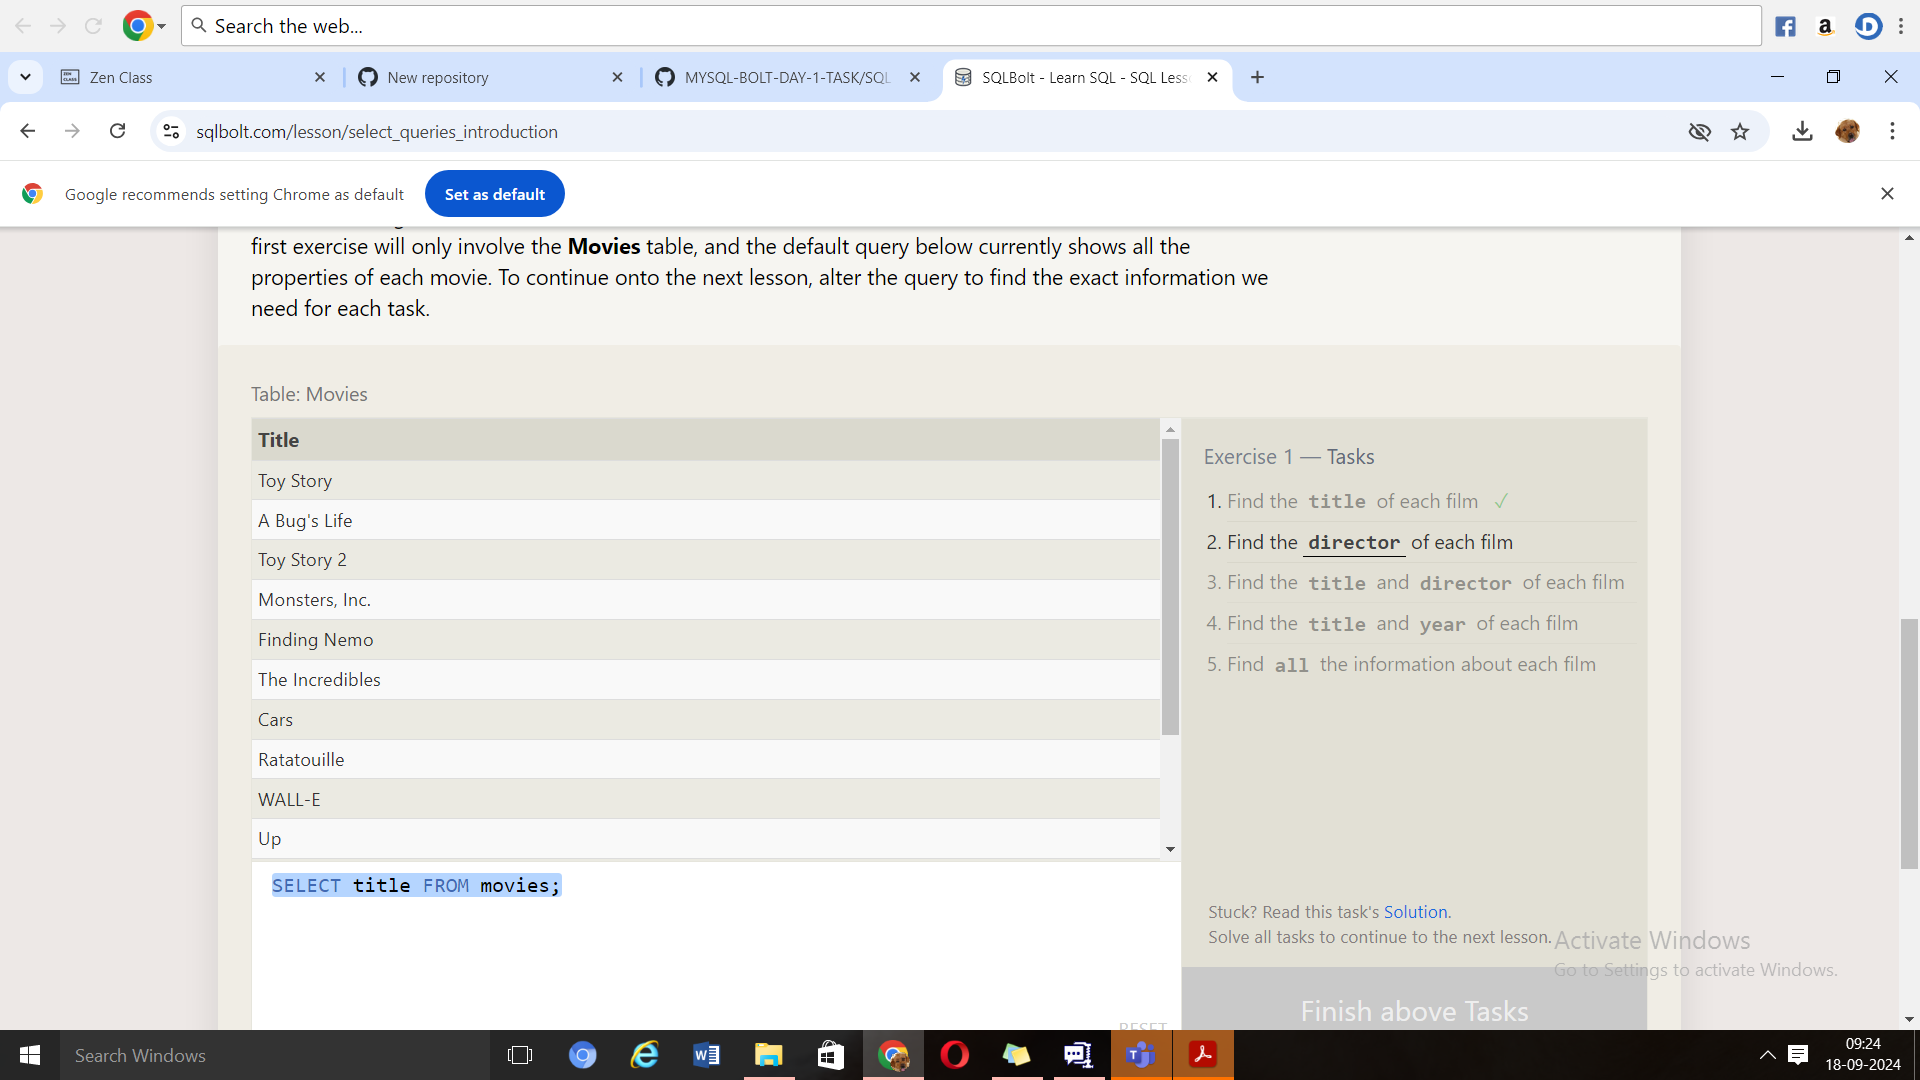 Search the web...
Zen Class
New repository
MYSQL-BOLT-DAY-1-TASK/SQL
SQLBolt - Learn SQL - SQL Less
sqlbolt.com/lesson/select_queries_introduction
Google recommends setting Chrome as default
Set as default
first exercise will only involve the Movies table, and the default query below currently shows all the
properties of each movie. To continue onto the next lesson, alter the query to find the exact information we
need for each task.
Table: Movies
Title
Toy Story
A Bug's Life
Toy Story 2
Monsters, Inc.
Finding Nemo
The Incredibles
Cars
Ratatouille
WALL-E
Up
SELECT title FROM movies;
RESET
Exercise 1 — Tasks
1. Find the title of each film ✓
2. Find the director of each film
3. Find the title and director of each film
4. Find the title and year of each film
5. Find all the information about each film
Stuck? Read this task's Solution.
Solve all tasks to continue to the next lesson.
Finish above Tasks
Activate Windows
Go to Settings to activate Windows.
Search Windows
09:24
18-09-2024